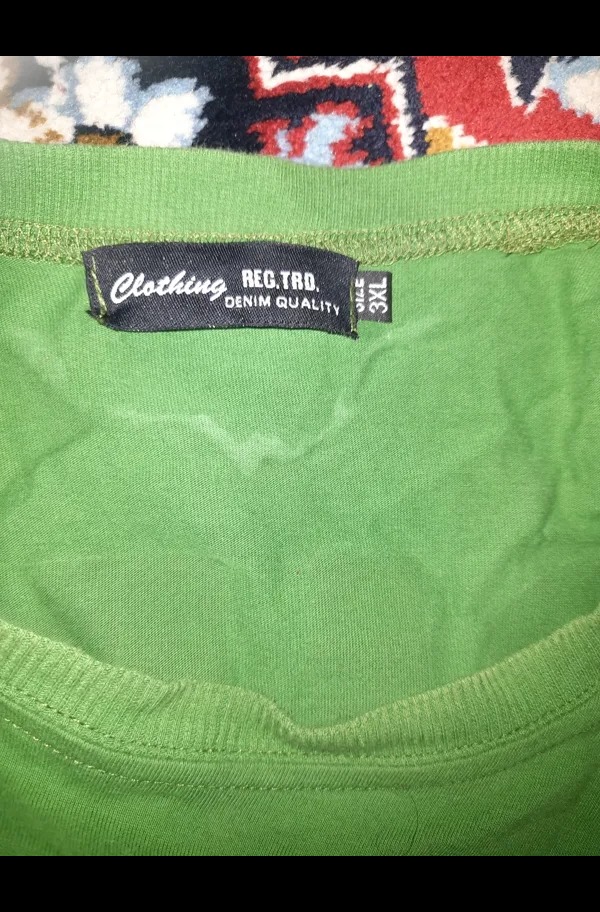 Clothing REG.TRD.
DENIM QUALITY
SIZE
3XL